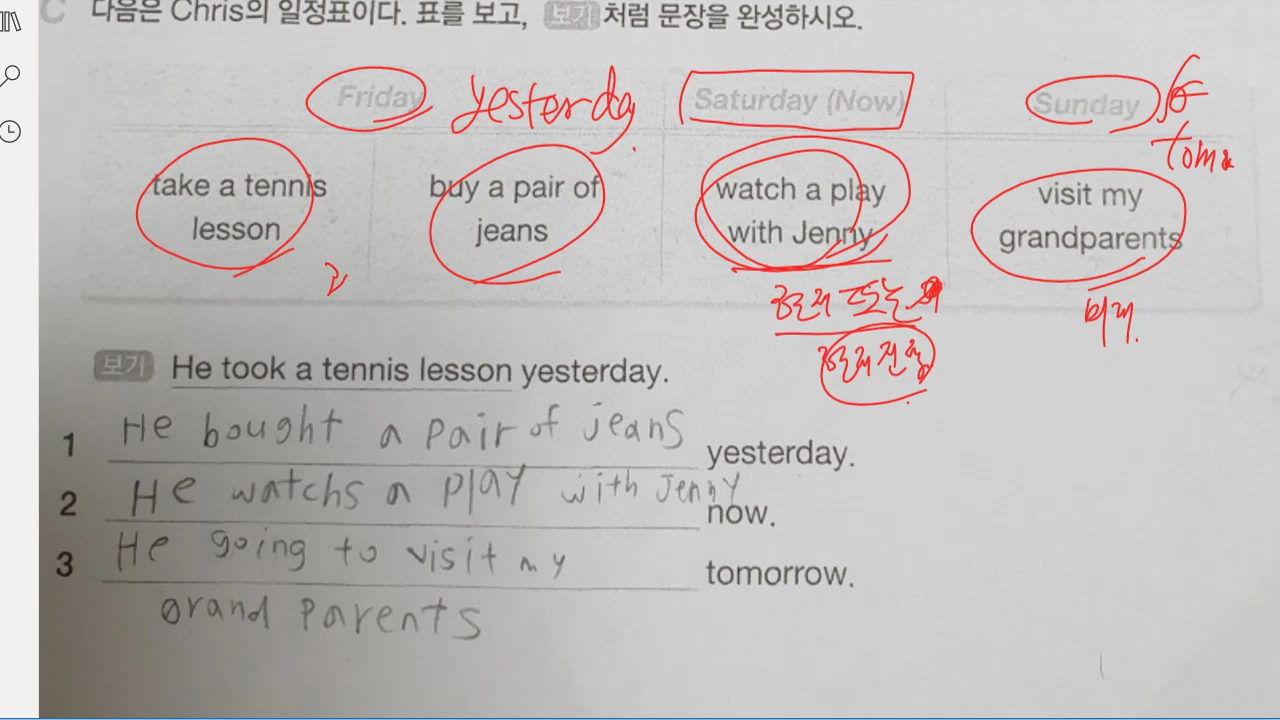 C 다음은 Chris의 일정표이다. 표를 보고, 보기 처럼 문장을 완성하시오.
Friday yesterday Saturday (Now) Sunday
take a tennis buy a pair of watch a play visit my
lesson jeans with Jenny grandparents
현재 또는
미래.
현재진행
보기 He took a tennis lesson yesterday.
1 He bought a pair of jeans yesterday.
2 He watchs a play with Jenny now.
3 He going to visit my tomorrow.
grand parents